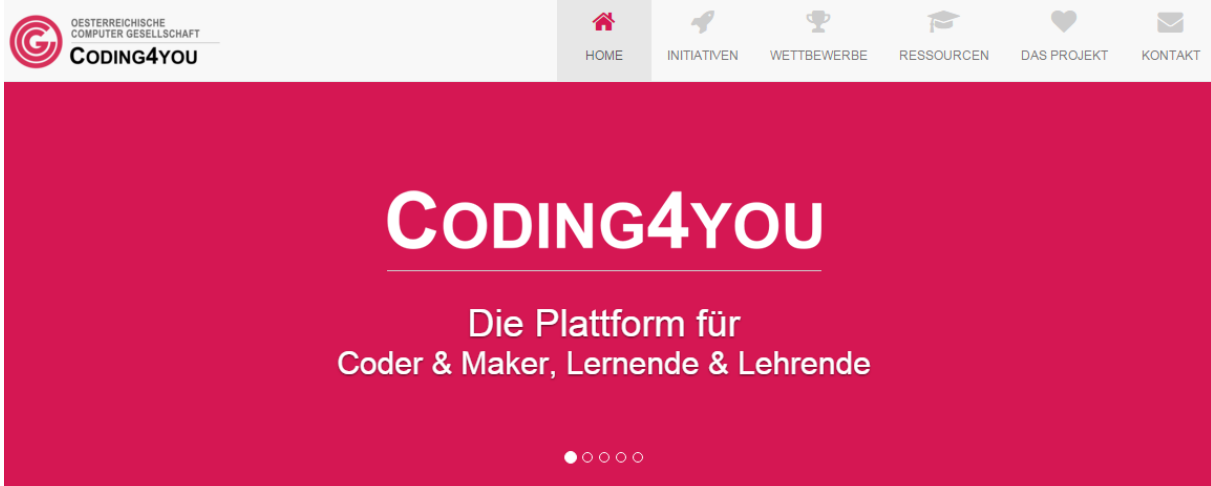 OESTERREICHISCHE
COMPUTER GESELLSCHAFT
CODING4YOU
HOME
INITIATIVEN
WETTBEWERBE
RESSOURCEN
DAS PROJEKT
KONTAKT
CODING4YOU
Die Plattform für
Coder & Maker, Lernende & Lehrende